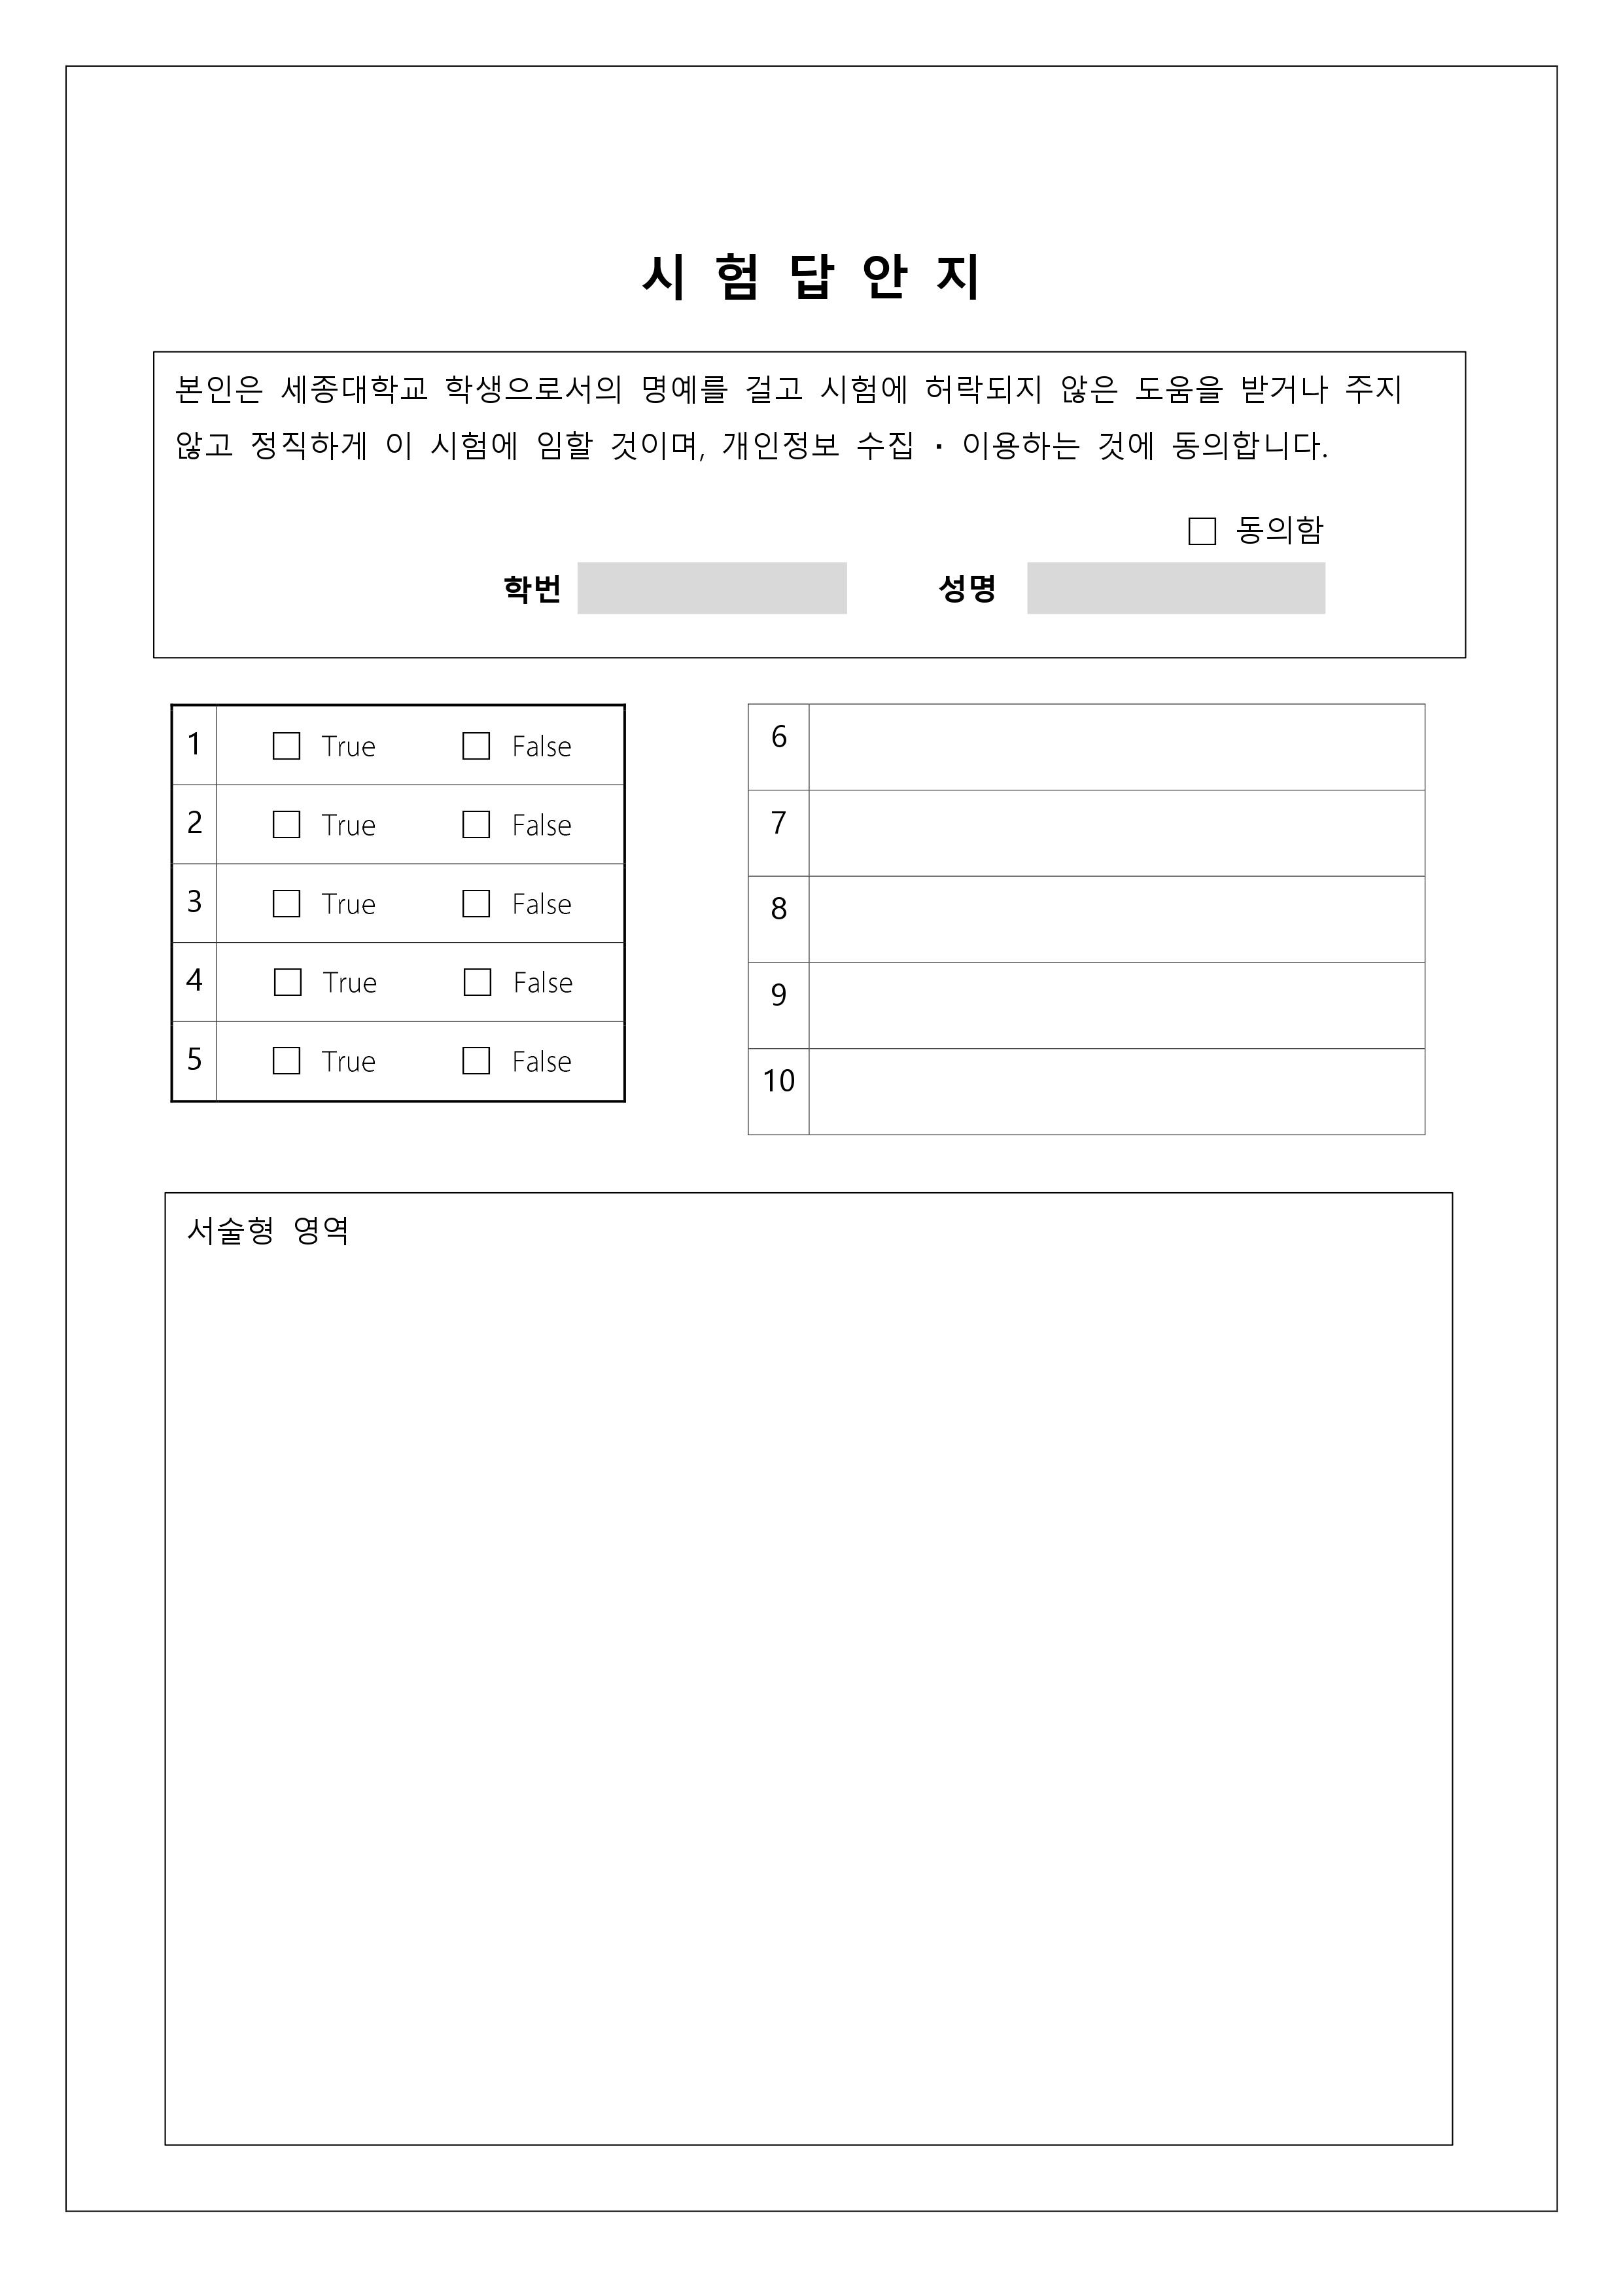 시 험 답 안 지
본인은 세종대학교 학생으로서의 명예를 걸고 시험에 허락되지 않은 도움을 받거나 주지
않고 정직하게 이 시험에 임할 것이며, 개인정보 수집 · 이용하는 것에 동의합니다.
□ 동의함
학번 성명
1 □ True □ False
2 □ True □ False
3 □ True □ False
4 □ True □ False
5 □ True □ False
6
7
8
9
10
서술형 영역